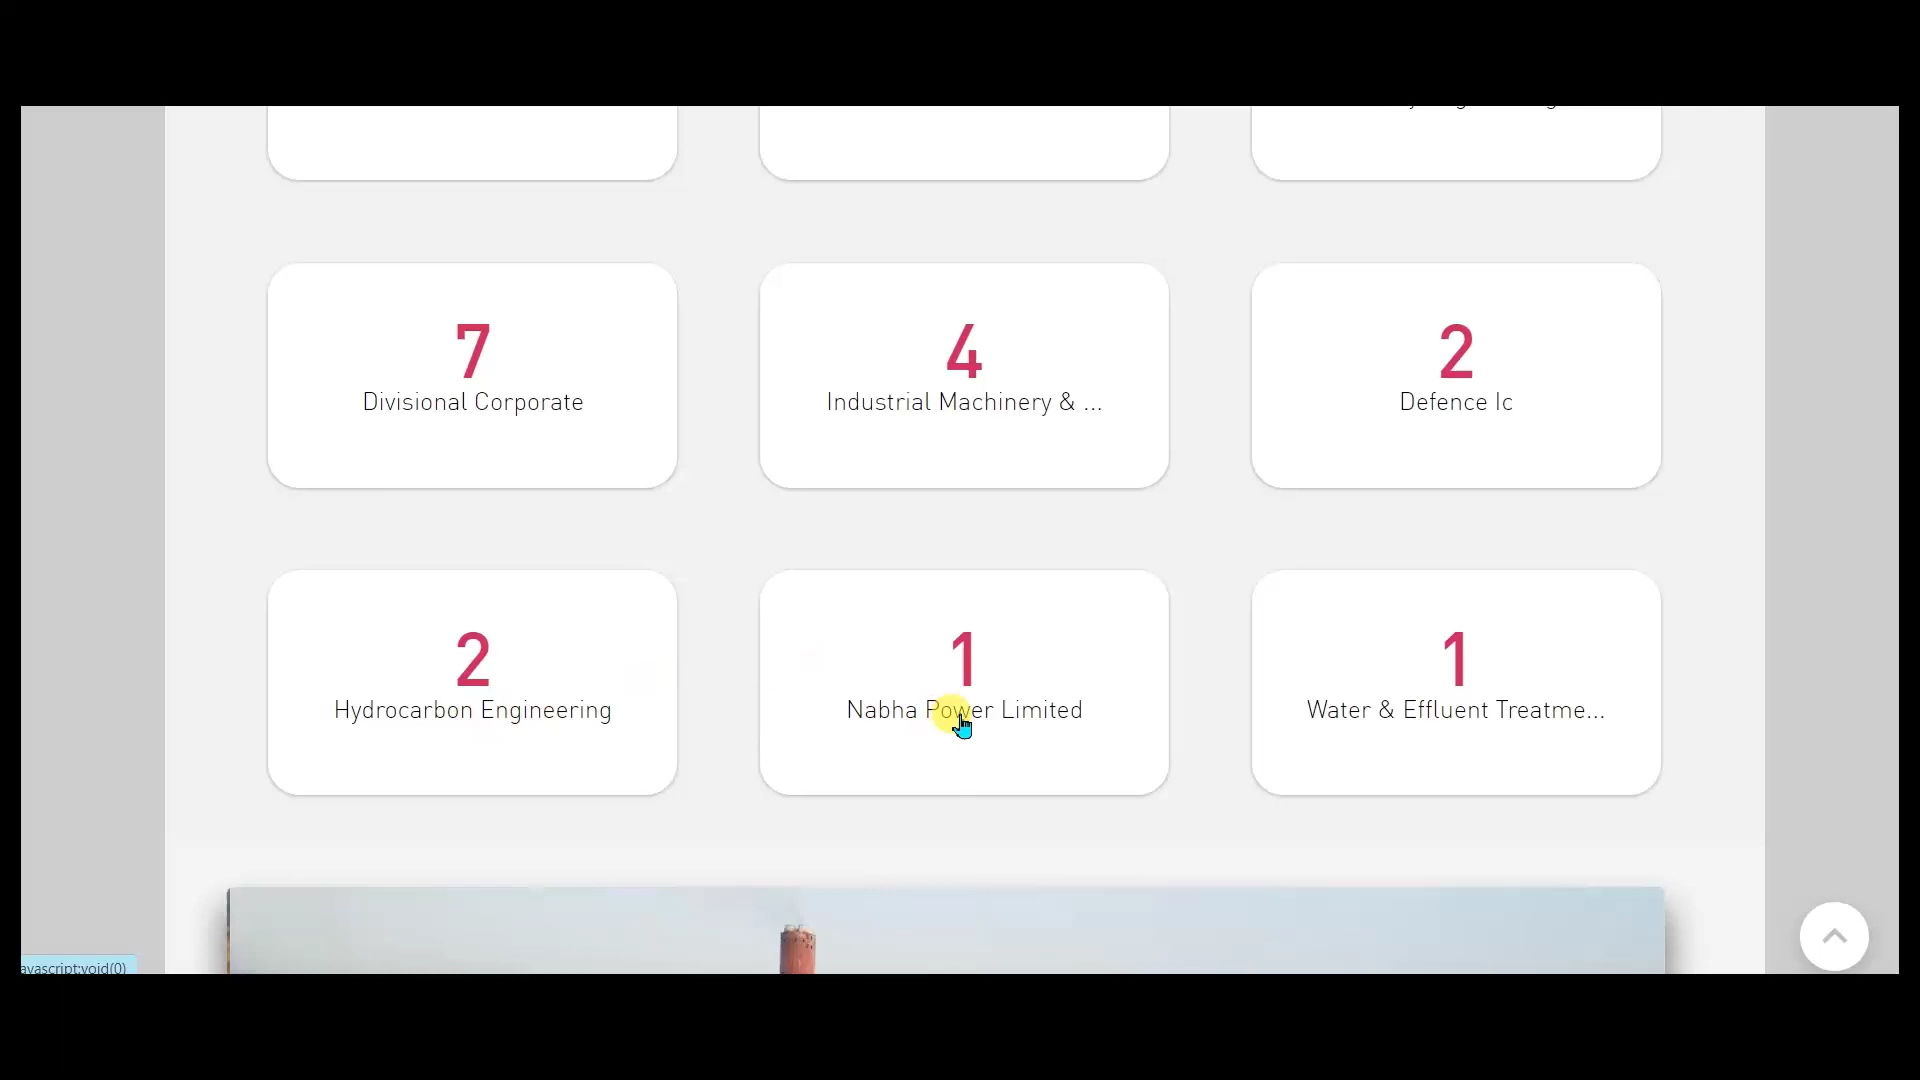 7
Divisional Corporate
4
Industrial Machinery & ...
2
Defence Ic
2
Hydrocarbon Engineering
1
Nabha Power Limited
1
Water & Effluent Treatme...
avascript:void(0)